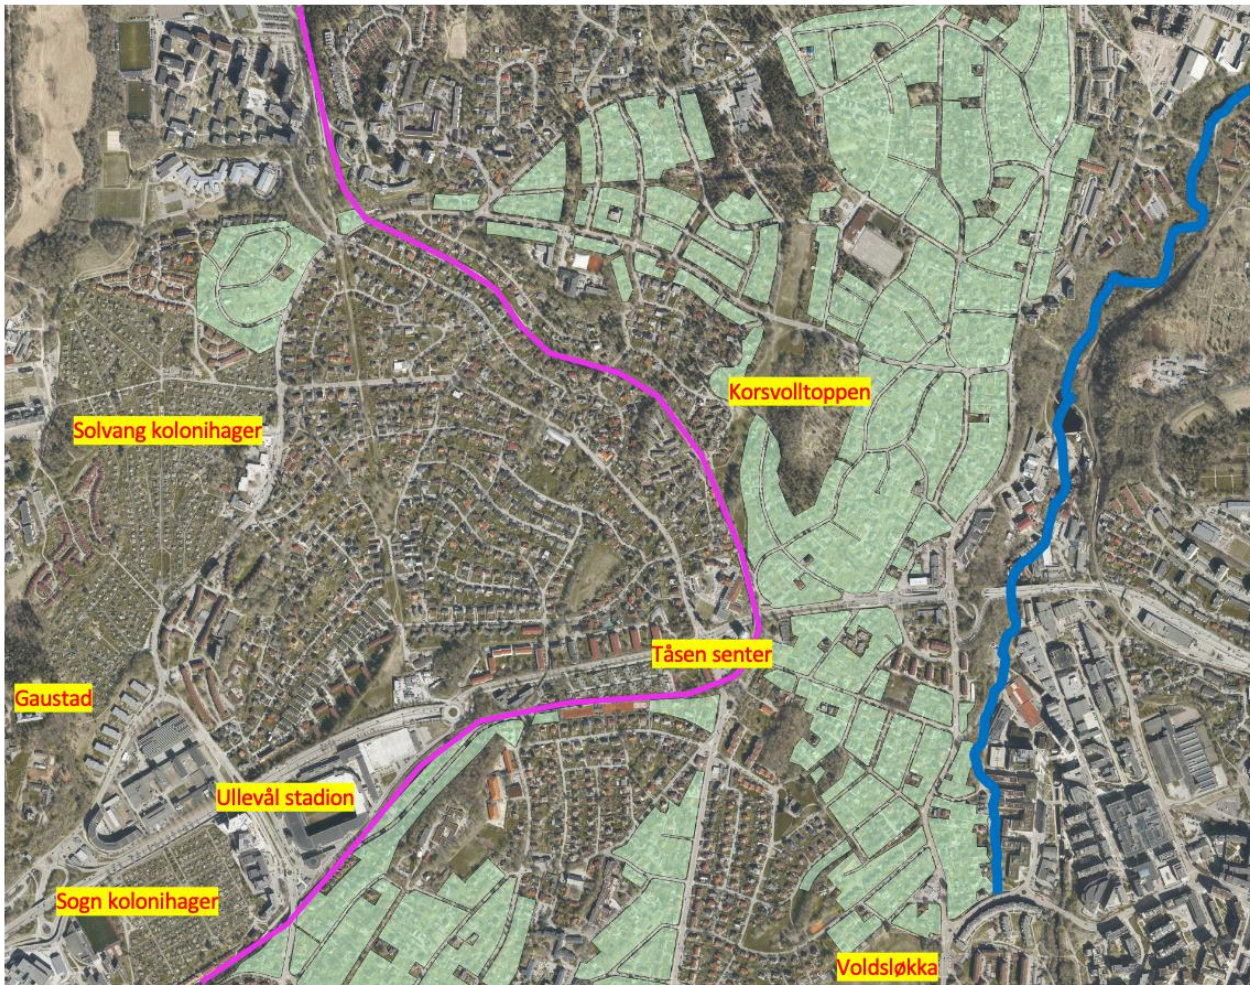 Korsvolltoppen
Solvang kolonihager
Tåsen senter
Gaustad
Ullevål stadion
Sogn kolonihager
Voldsløkka